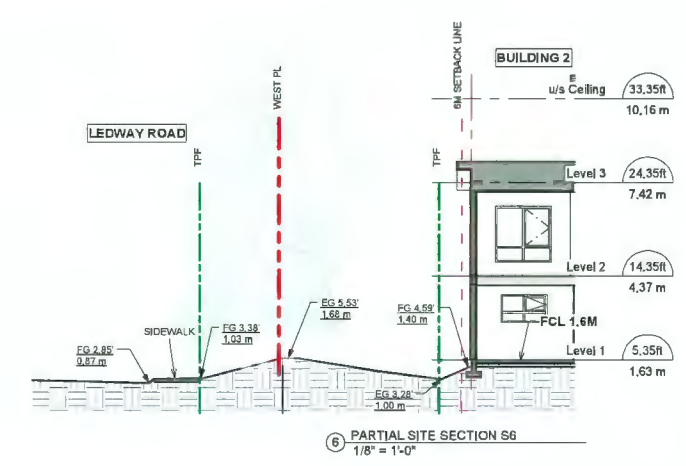 BUILDING 2
6M SETBACK LINE
E
u/s Ceiling
33,35ft
10,16 m
WEST PL
LEDWAY ROAD
TPF
TPF
Level 3
24,35ft
7,42 m
Level 2
14,35ft
4,37 m
EG 5,53'
1,68 m
FG 4,59'
1,40 m
FCL 1.6M
SIDEWALK
FG 3,38'
1,03 m
FG 2,85'
0,87 m
Level 1
5,35ft
1,63 m
EG 3,28'
1,00 m
6 PARTIAL SITE SECTION S6
1/8" = 1'-0"